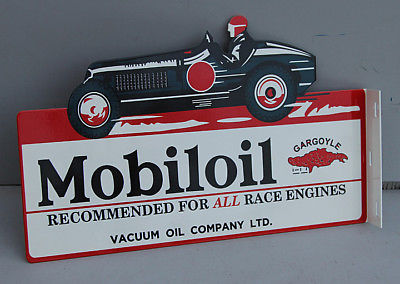 Mobiloil
GARGOYLE
RECOMMENDED FOR ALL RACE ENGINES
VACUUM OIL COMPANY LTD.